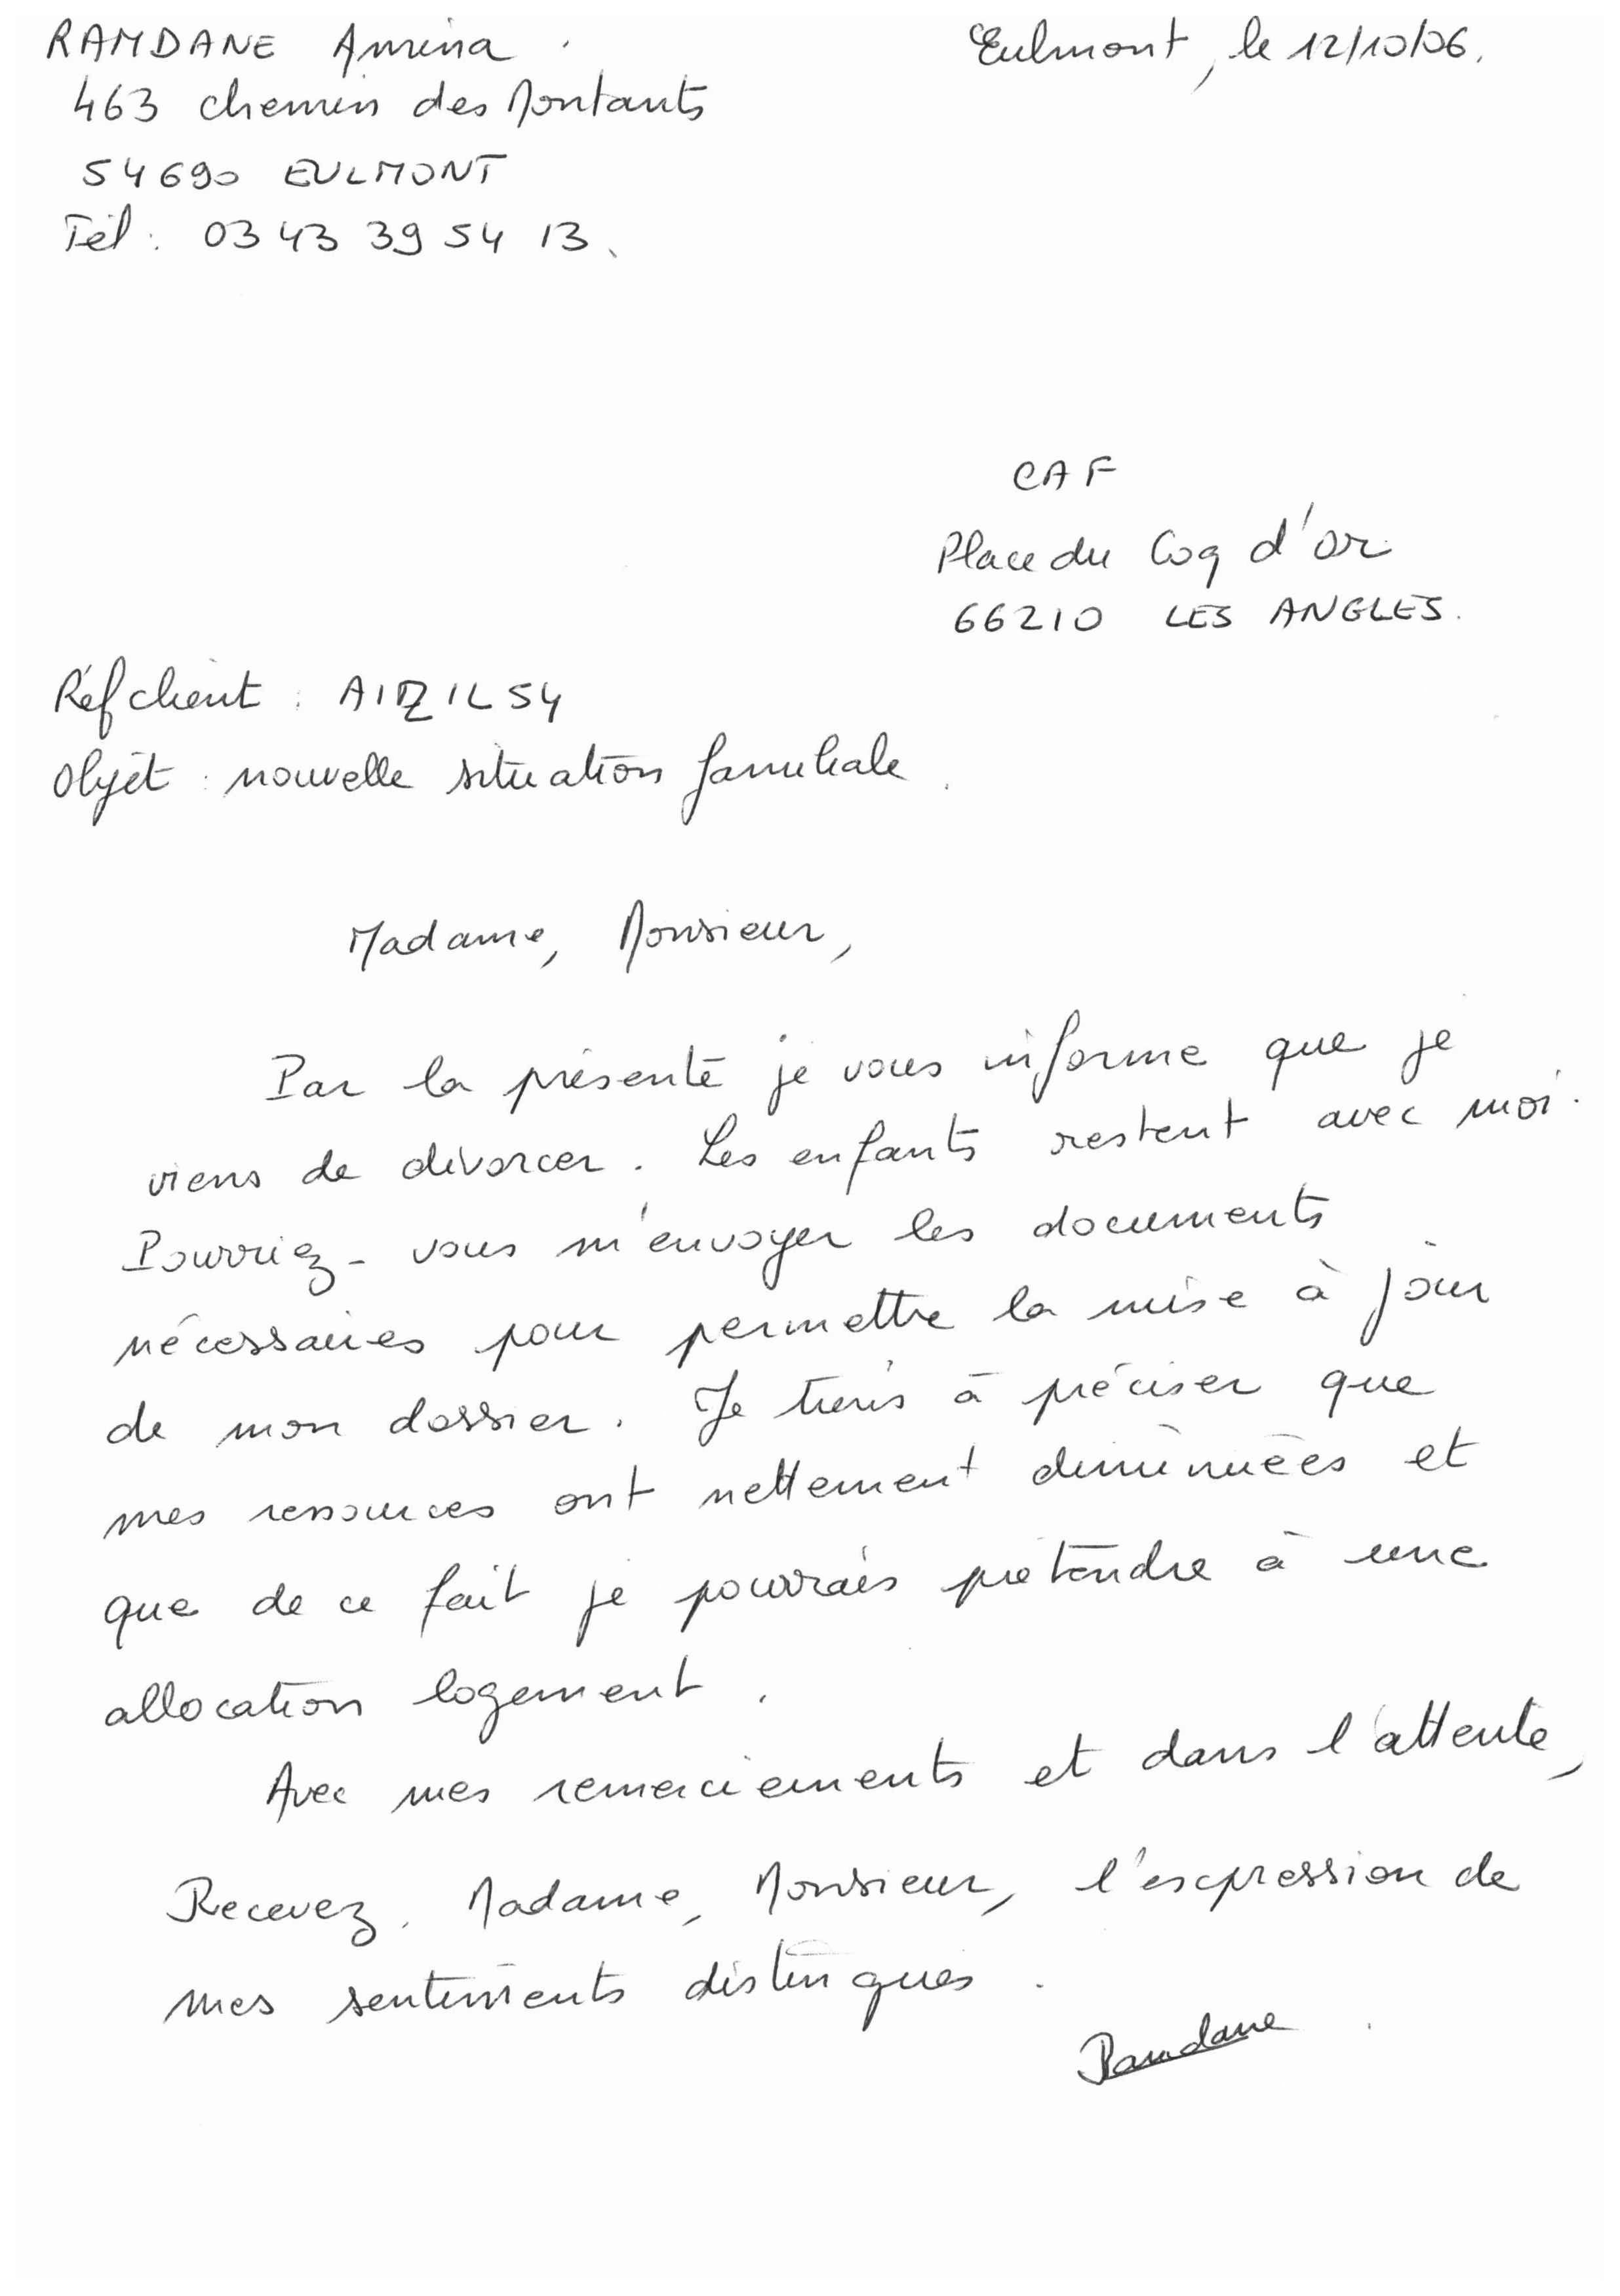 RAMDANE Amina.
Eulmont, le 12/10/06.
463 chemin des Montants
54690 EULMONT
Tél : 03 43 39 54 13.
CAF
Place du Coq d'or
66210 LES ANGLES.
Réf client :
Objet : nouvelle situation familiale.
Madame, Monsieur,
Par la présente je vous informe que je
viens de divorcer. Les enfants restent avec moi.
Pourriez-vous m'envoyer les documents
nécessaires pour permettre la mise à jour
de mon dossier. Je tiens à préciser que
mes ressources ont nettement diminuées et
que de ce fait je pourrais prétendre à une
allocation logement.
Avec mes remerciements et dans l'attente,
Recevez, Madame, Monsieur, l'expression de
mes sentiments distingués.
Ramdane